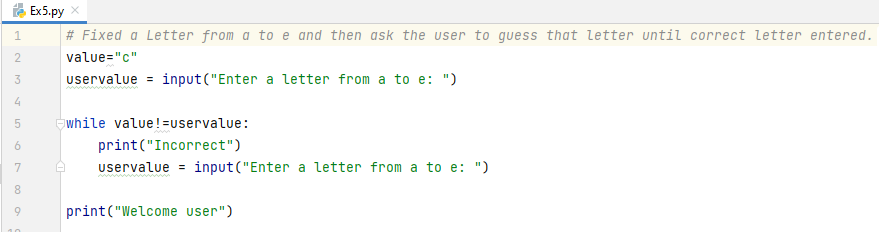 Ex5.py
1 # Fixed a Letter from a to e and then ask the user to guess that letter until correct letter entered.
2 value="c"
3 uservalue = input("Enter a letter from a to e: ")
4
5 while value!=uservalue:
6     print("Incorrect")
7     uservalue = input("Enter a letter from a to e: ")
8
9 print("Welcome user")